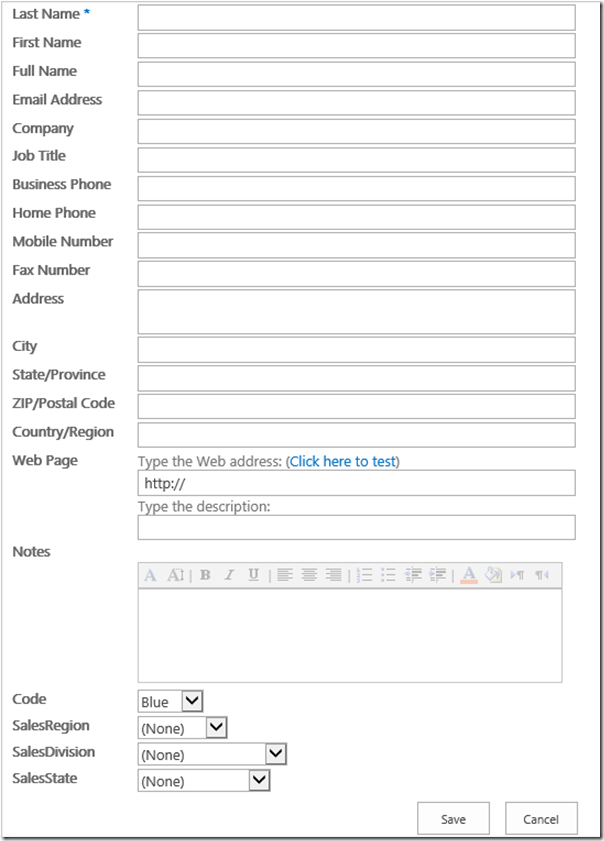 Last Name *
First Name
Full Name
Email Address
Company
Job Title
Business Phone
Home Phone
Mobile Number
Fax Number
Address
City
State/Province
ZIP/Postal Code
Country/Region
Web Page Type the Web address: (Click here to test)
http://
Type the description:
Notes
A A B I U A
Code Blue
SalesRegion (None)
SalesDivision (None)
SalesState (None)
Save Cancel